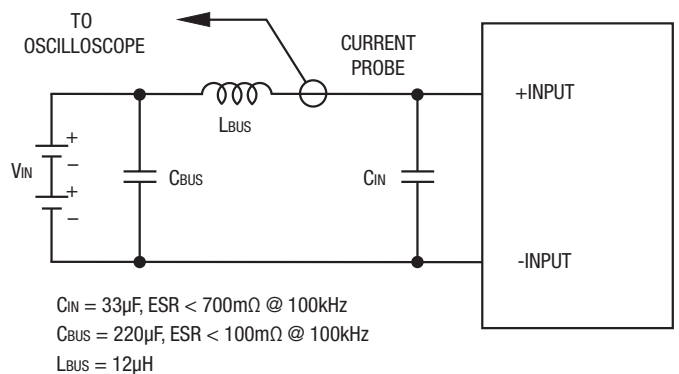 TO
OSCILLOSCOPE
CURRENT
PROBE
+INPUT
LBUS
+
VIN
−
+
−
CBUS
CIN
-INPUT
CIN = 33µF, ESR < 700mΩ @ 100kHz
CBUS = 220µF, ESR < 100mΩ @ 100kHz
LBUS = 12µH